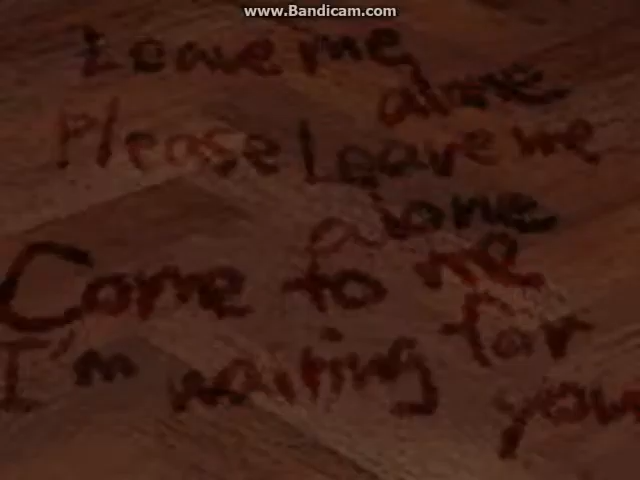 www.Bandicam.com
Leave me
alone
Please Leave me
alone
Come to me
I'm waiting for
you